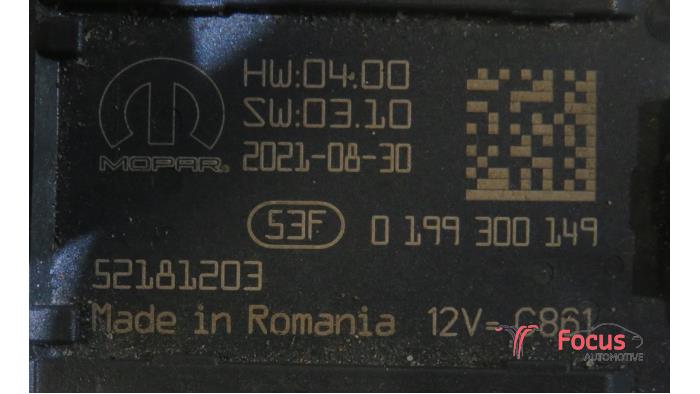 HW:04.00
SW:03.10
MOPAR®
2021-08-30
53F
0 199 300 149
52181203
Made in Romania 12V= C861
Focus
AUTOMOTIVE